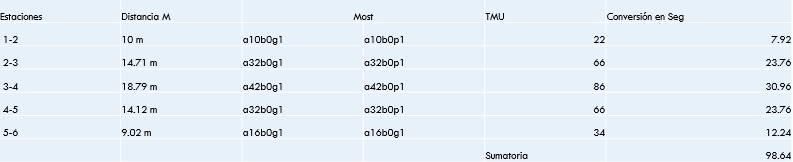 Estaciones Distancia M Most TMU Conversión en Seg
1-2 10 m a10b0g1 a10b0p1 22 7.92
2-3 14.71 m a32b0g1 a32b0p1 66 23.76
3-4 18.79 m a42b0g1 a42b0p1 86 30.96
4-5 14.12 m a32b0g1 a32b0p1 66 23.76
5-6 9.02 m a16b0g1 a16b0g1 34 12.24
Sumatoria 98.64